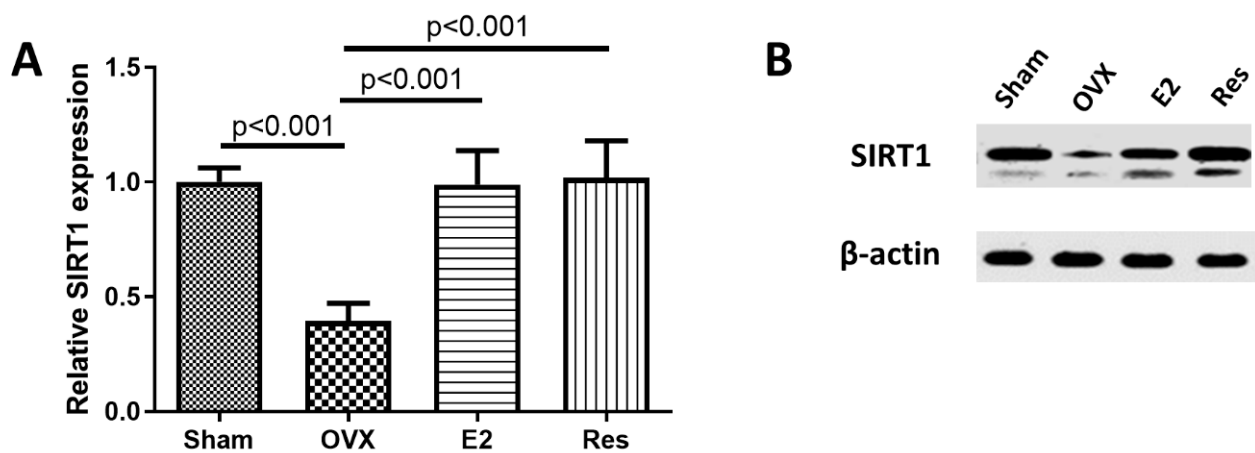 A
Relative SIRT1 expression
1.5
1.0
0.5
0.0
p<0.001
p<0.001
p<0.001
Sham OVX E2 Res
B
Sham OVX E2 Res
SIRT1
β-actin